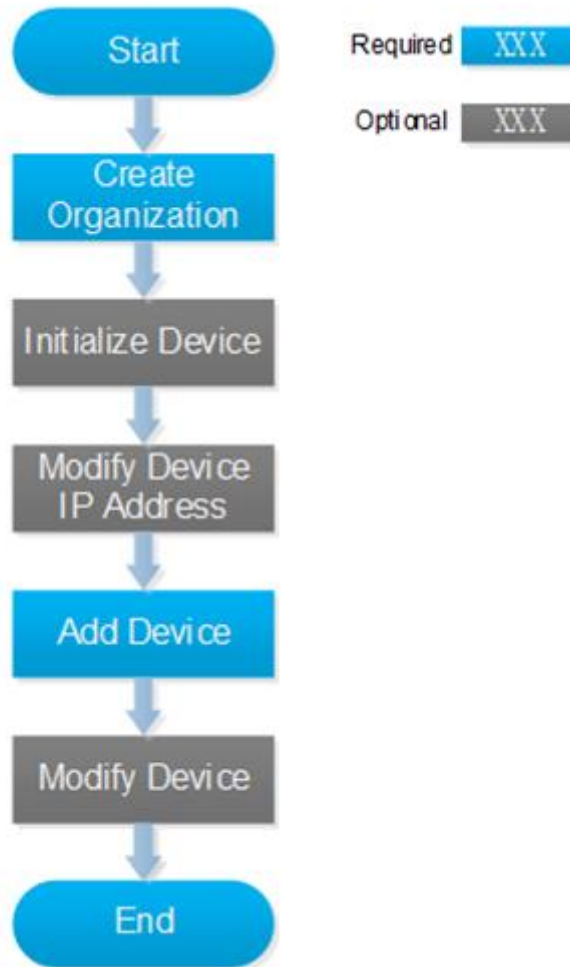 Start
Required XXX
Optional XXX
Create
Organization
Initialize Device
Modify Device
IP Address
Add Device
Modify Device
End